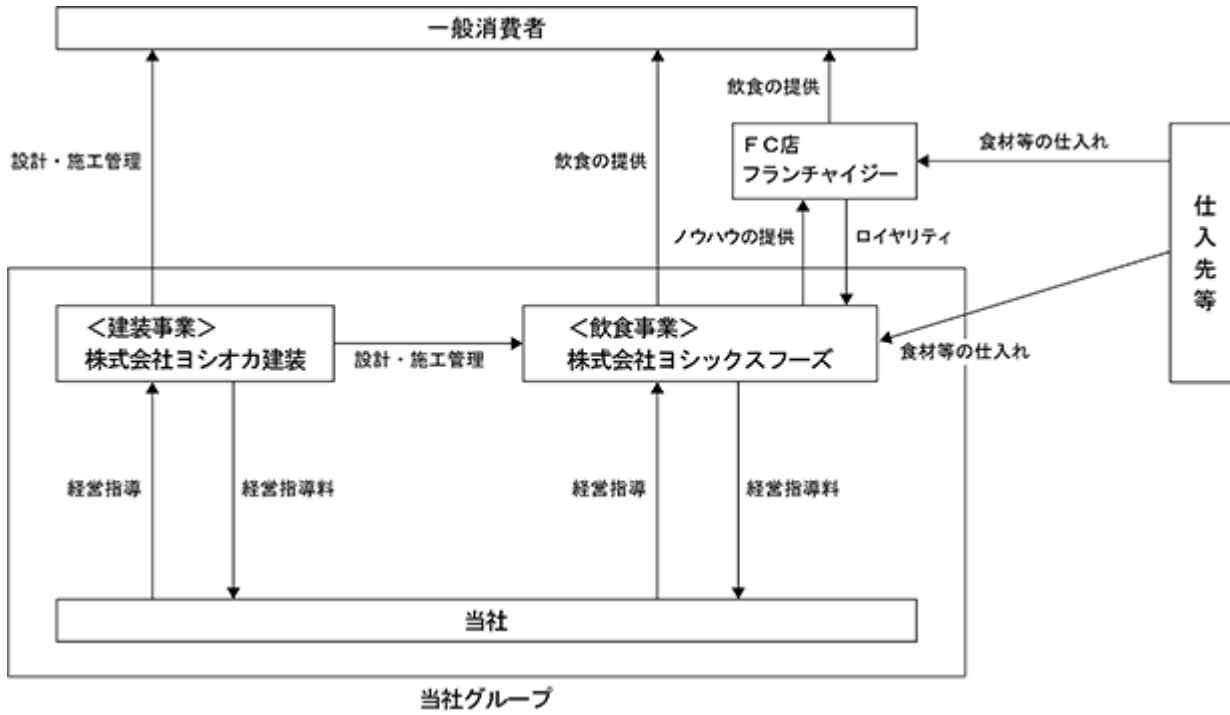 一般消費者
飲食の提供
設計・施工管理
飲食の提供
ＦＣ店
フランチャイジー
食材等の仕入れ
仕入先等
ノウハウの提供
ロイヤリティ
＜建装事業＞
株式会社ヨシオカ建装
設計・施工管理
＜飲食事業＞
株式会社ヨシックスフーズ
食材等の仕入れ
経営指導
経営指導料
経営指導
経営指導料
当社
当社グループ